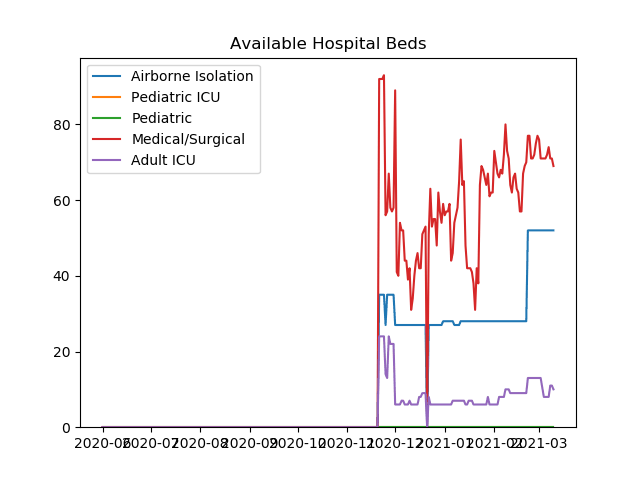 Available Hospital Beds
Airborne Isolation
Pediatric ICU
Pediatric
Medical/Surgical
Adult ICU
80
60
40
20
0
2020-06 2020-07 2020-08 2020-09 2020-10 2020-11 2020-12 2021-01 2021-02 2021-03